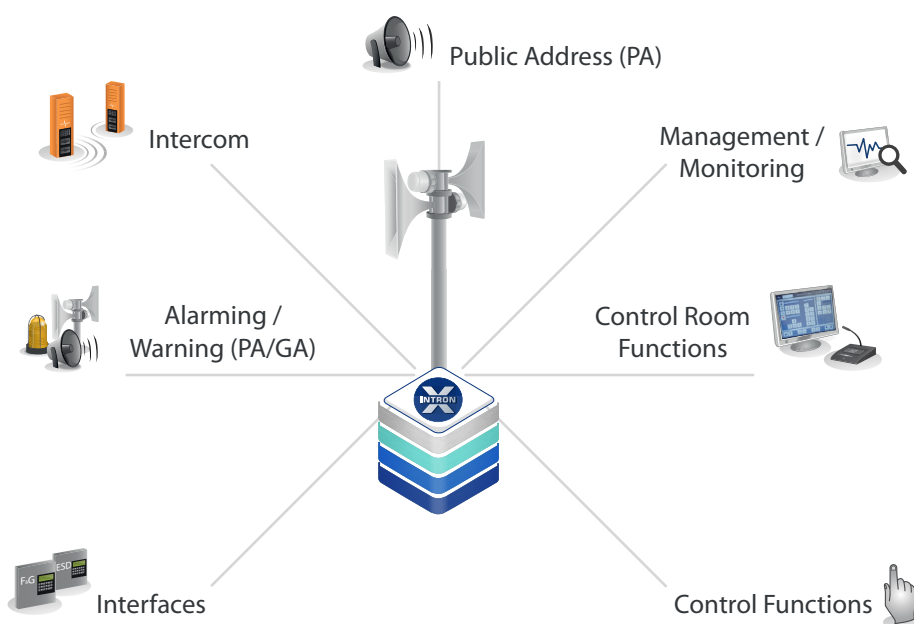 Public Address (PA)
Intercom
Management /
Monitoring
Alarming /
Warning (PA/GA)
Control Room
Functions
INTRON X
F&G
ESD
Interfaces
Control Functions